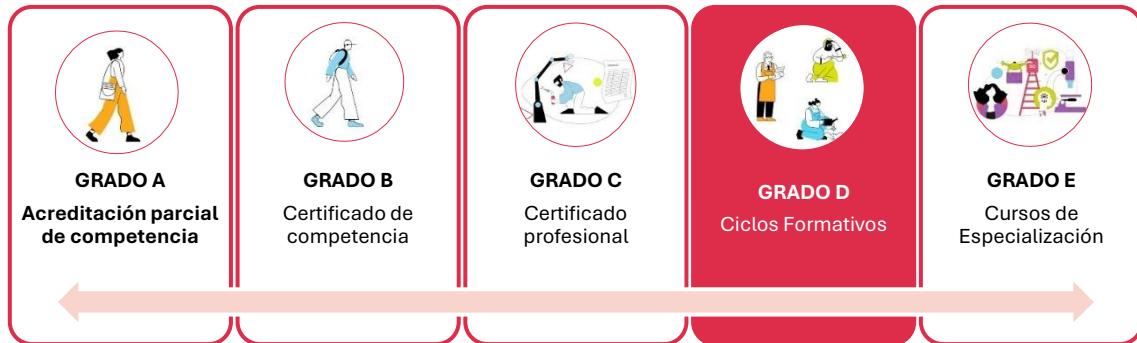 GRADO A
Acreditación parcial
de competencia
GRADO B
Certificado de
competencia
GRADO C
Certificado
profesional
GRADO D
Ciclos Formativos
GRADO E
Cursos de
Especialización